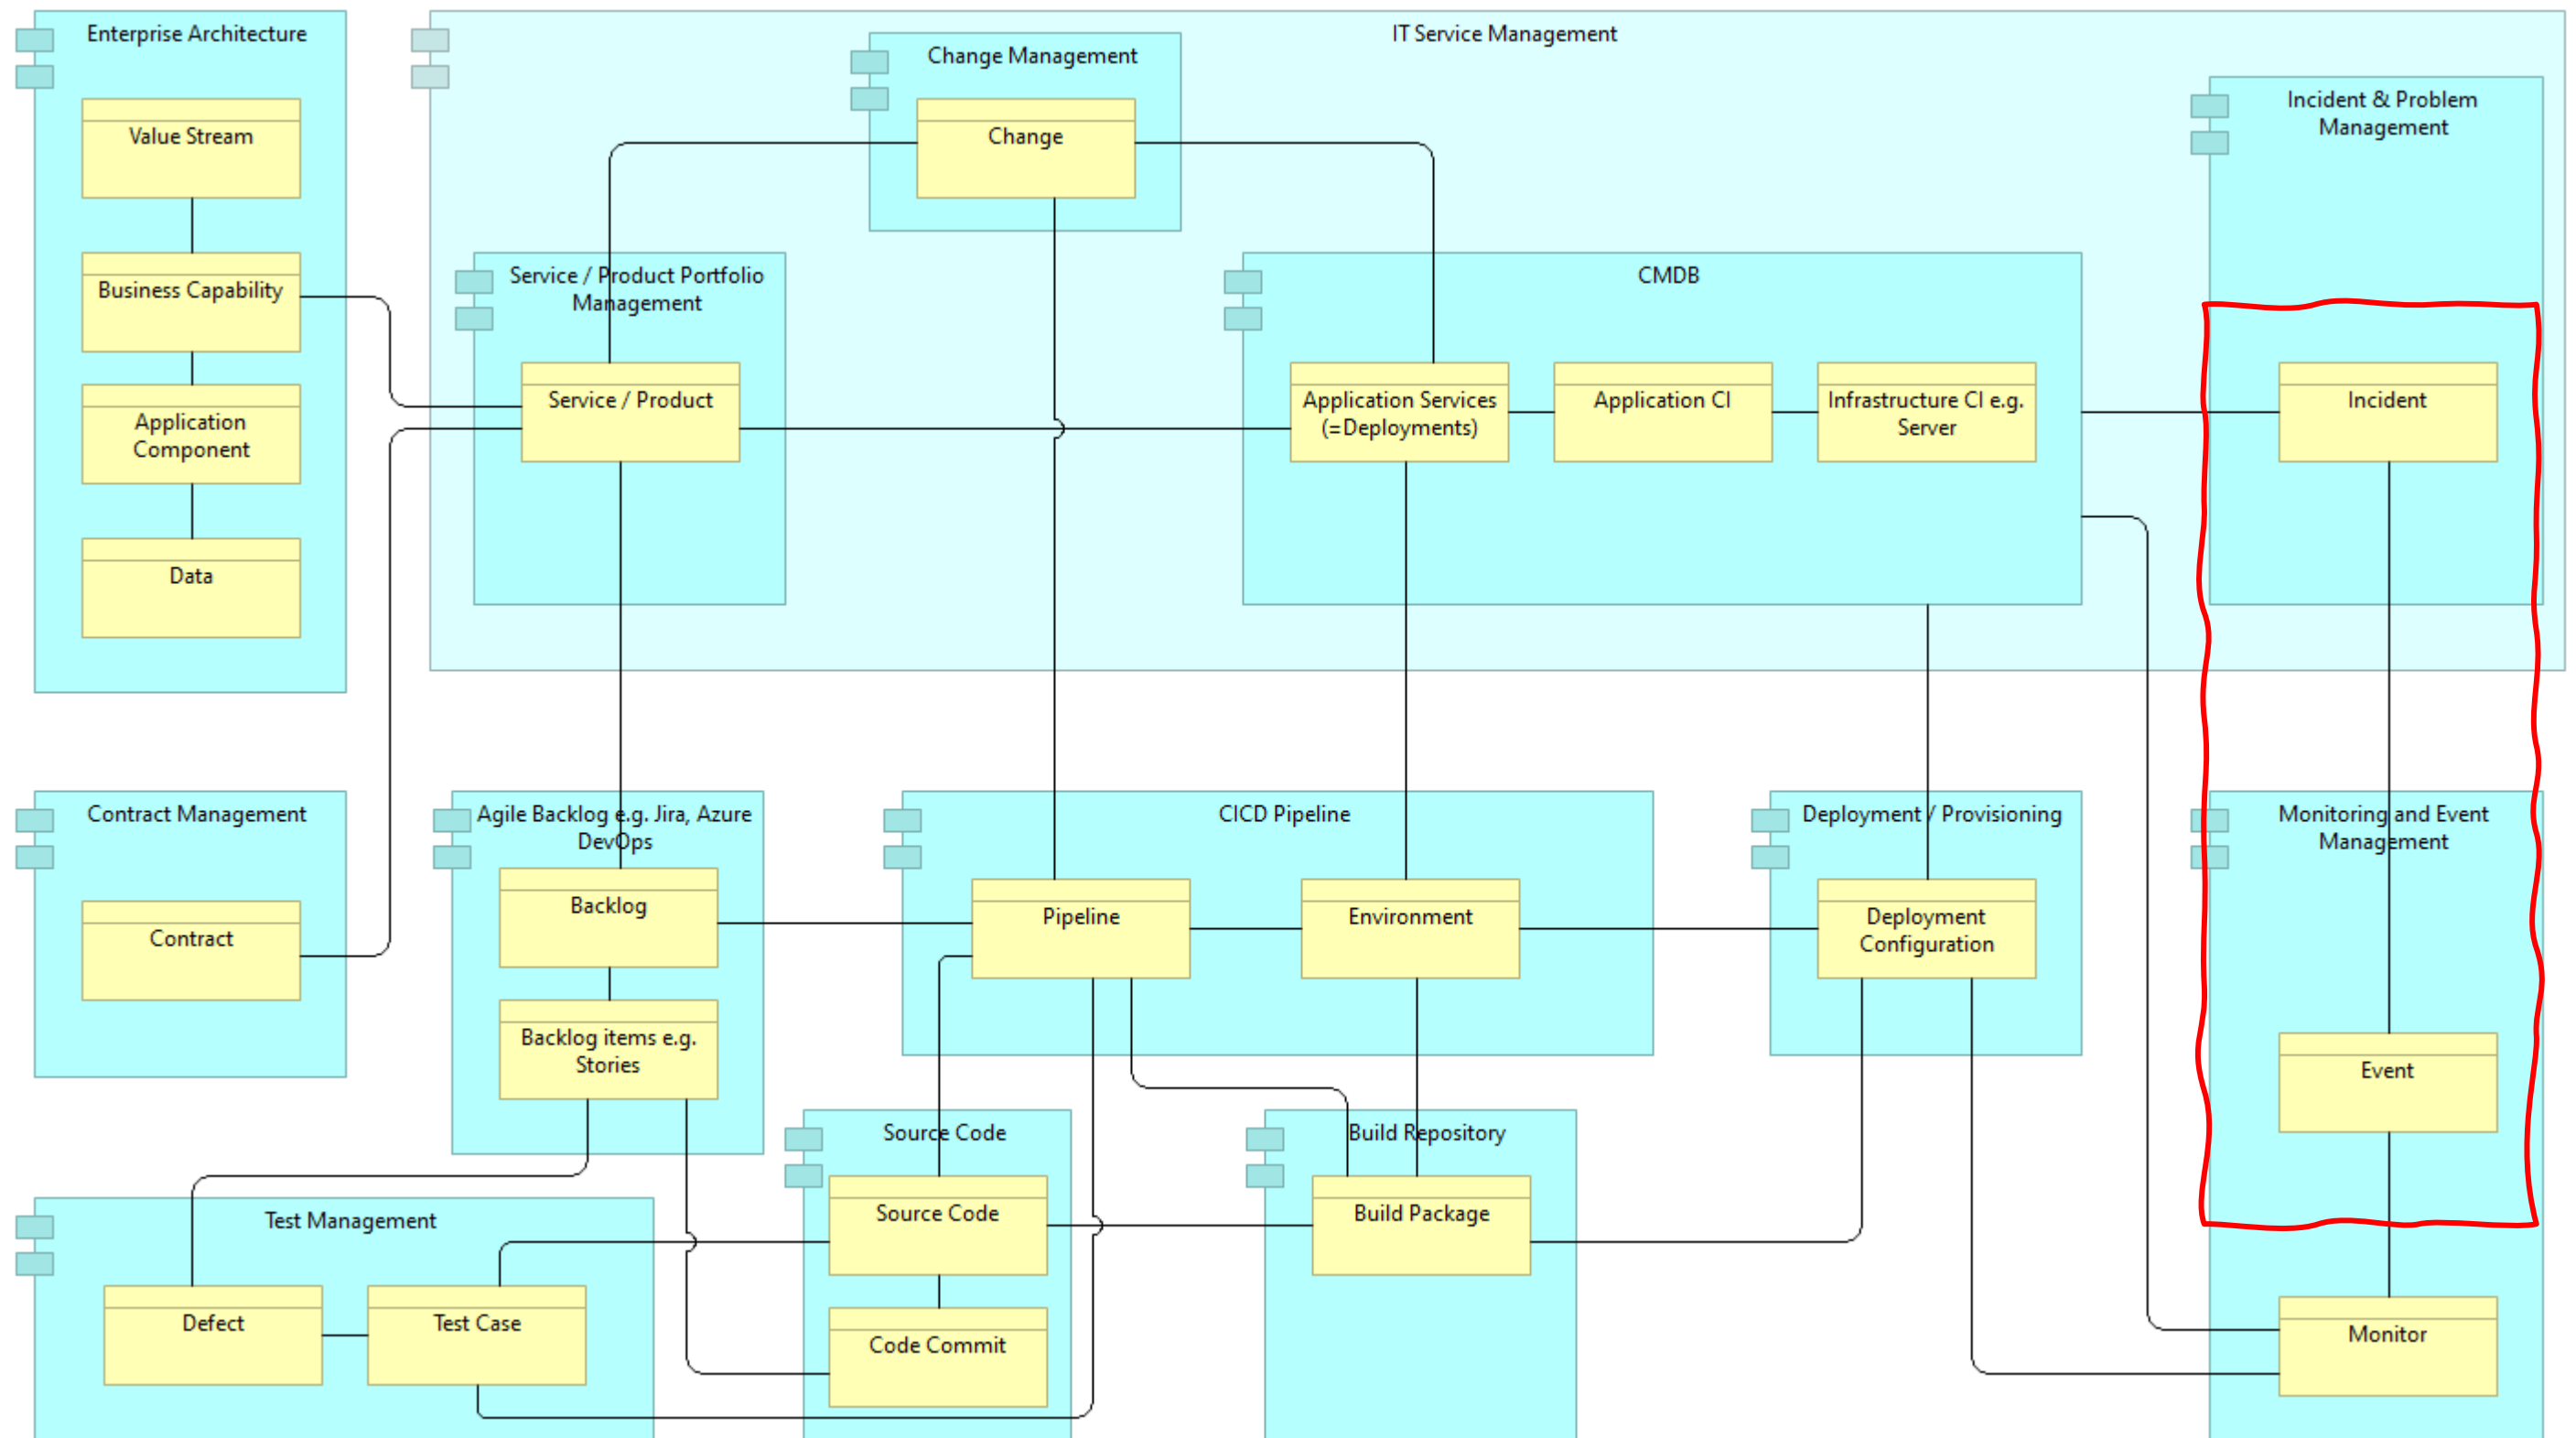 Enterprise Architecture
Value Stream
Business Capability
Application
Component
Data
IT Service Management
Change Management
Change
Service / Product Portfolio
Management
Service / Product
CMDB
Application Services
(=Deployments)
Application CI
Infrastructure CI e.g.
Server
Incident & Problem
Management
Incident
Contract Management
Contract
Agile Backlog e.g. Jira, Azure
DevOps
Backlog
Backlog items e.g.
Stories
CICD Pipeline
Pipeline
Environment
Deployment / Provisioning
Deployment
Configuration
Monitoring and Event
Management
Event
Monitor
Test Management
Defect
Test Case
Source Code
Source Code
Code Commit
Build Repository
Build Package